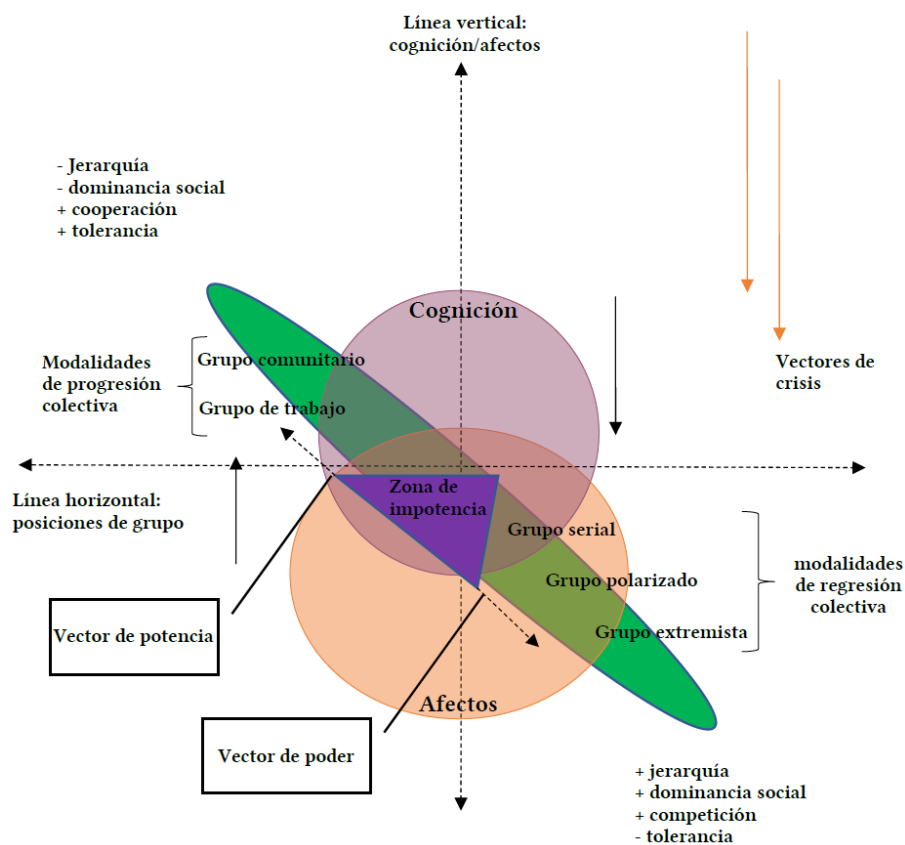 Línea vertical:
cognición/afectos
- Jerarquía
- dominancia social
+ cooperación
+ tolerancia
Cognición
Vectores de
crisis
Modalidades
de progresión
colectiva
Grupo comunitario
Grupo de trabajo
Línea horizontal:
posiciones de grupo
Zona de
impotencia
Grupo serial
Grupo polarizado
Grupo extremista
modalidades
de regresión
colectiva
Vector de potencia
Afectos
Vector de poder
+ jerarquía
+ dominancia social
+ competición
- tolerancia